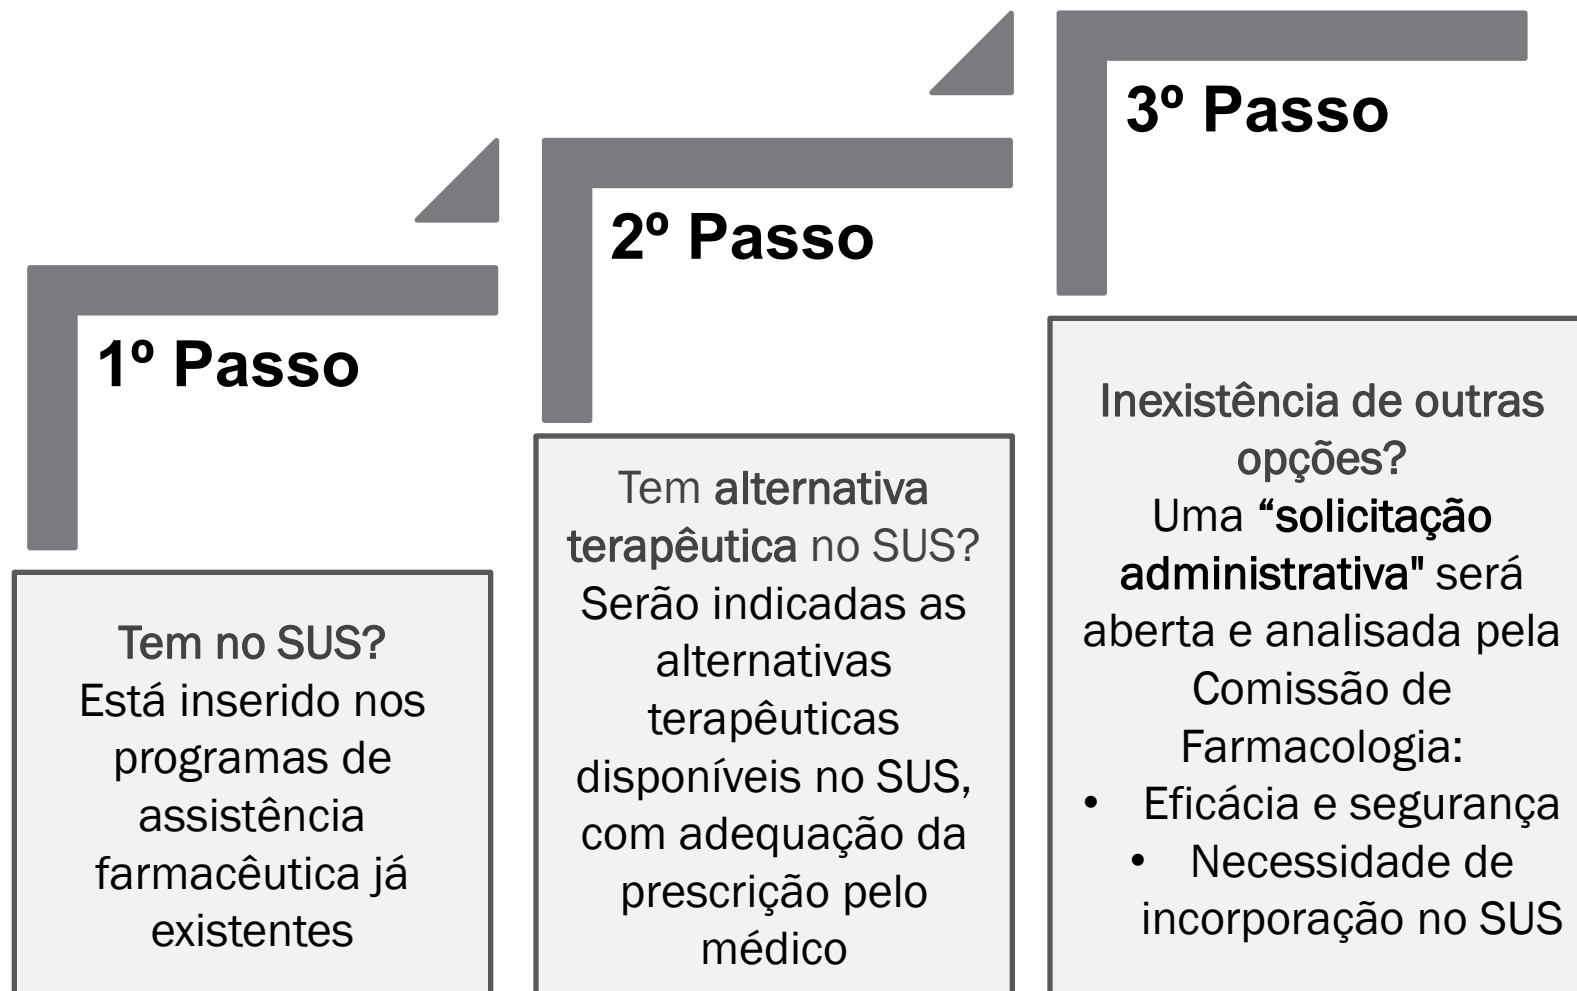 1º Passo
Tem no SUS?
Está inserido nos
programas de
assistência
farmacêutica já
existentes
2º Passo
Tem alternativa
terapêutica no SUS?
Serão indicadas as
alternativas
terapêuticas
disponíveis no SUS,
com adequação da
prescrição pelo
médico
3º Passo
Inexistência de outras
opções?
Uma “solicitação
administrativa" será
aberta e analisada pela
Comissão de
Farmacologia:
• Eficácia e segurança
• Necessidade de
incorporação no SUS